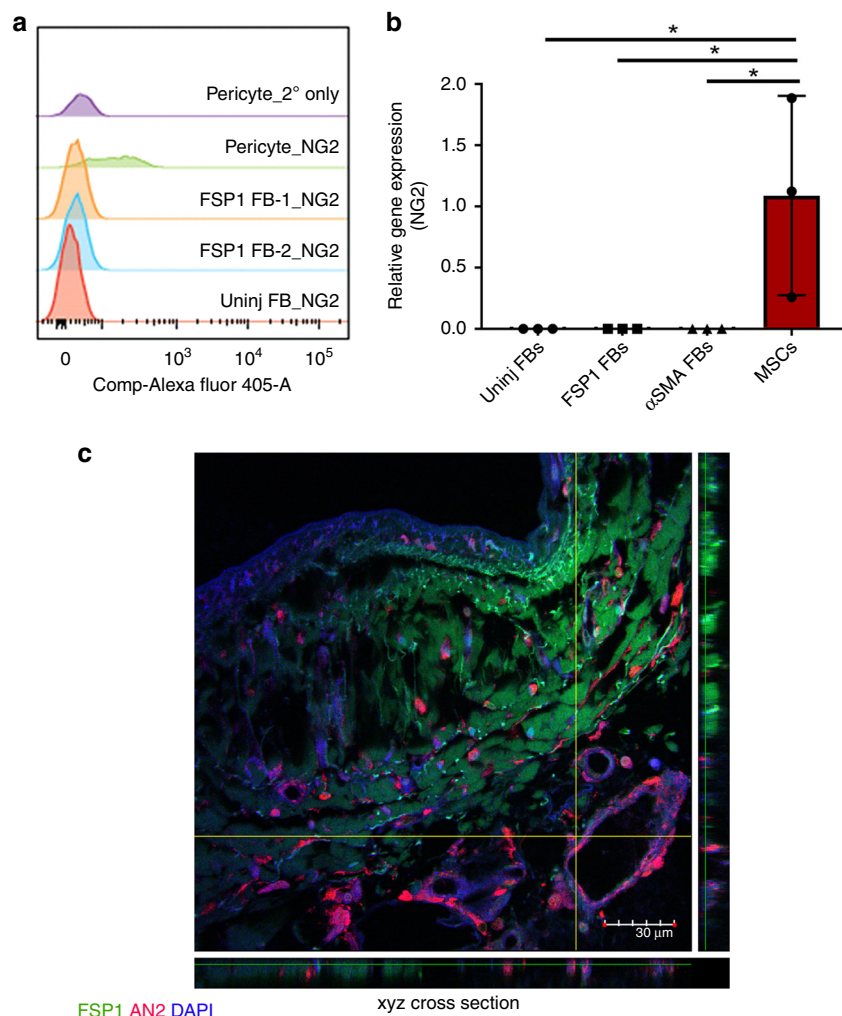 a
Pericyte_2° only
Pericyte_NG2
FSP1 FB-1_NG2
FSP1 FB-2_NG2
Uninj FB_NG2
0 10³ 10⁴ 10⁵
Comp-Alexa fluor 405-A
b
*
*
*
2.0
1.5
1.0
0.5
0.0
Relative gene expression
(NG2)
Uninj FBs
FSP1 FBs
αSMA FBs
MSCs
c
30 μm
FSP1 AN2 DAPI
xyz cross section